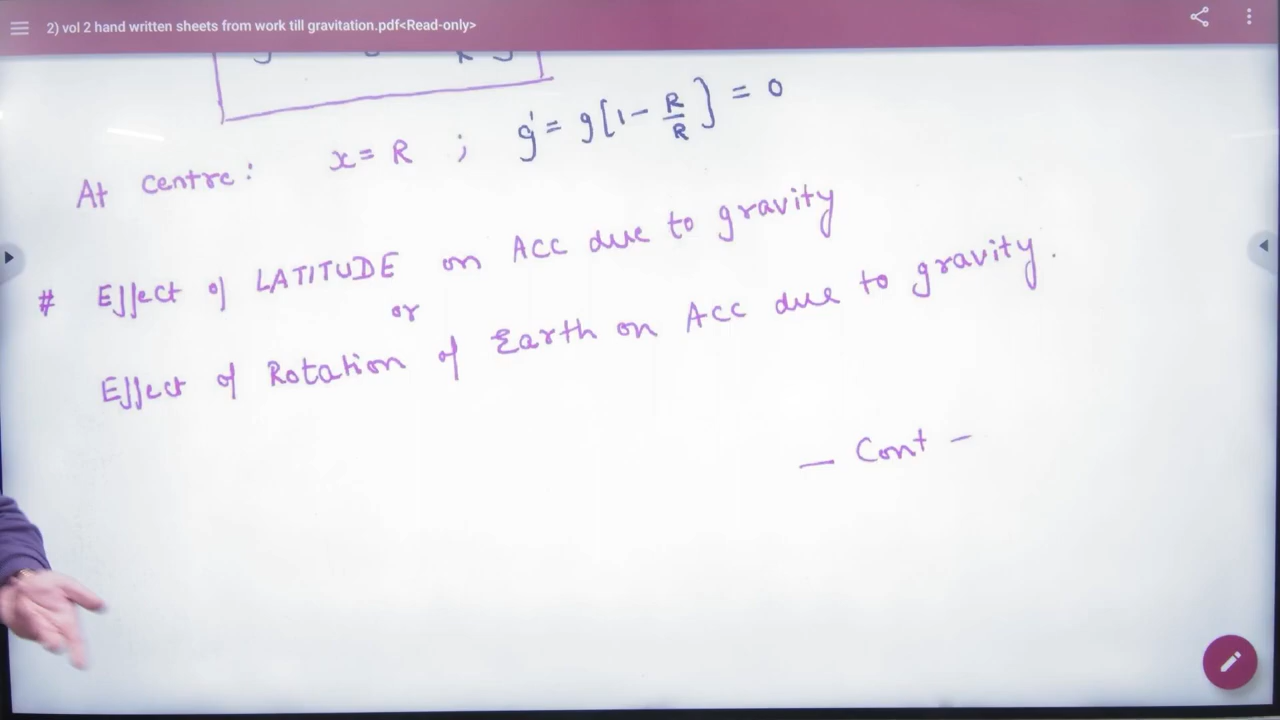 2) vol 2 hand written sheets from work till gravitation.pdf<Read-only>
At Centre: x = R ; g' = g[1 - R/R] = 0
# Effect of LATITUDE on Acc due to gravity
or
Effect of Rotation of Earth on Acc due to gravity.
— Cont —